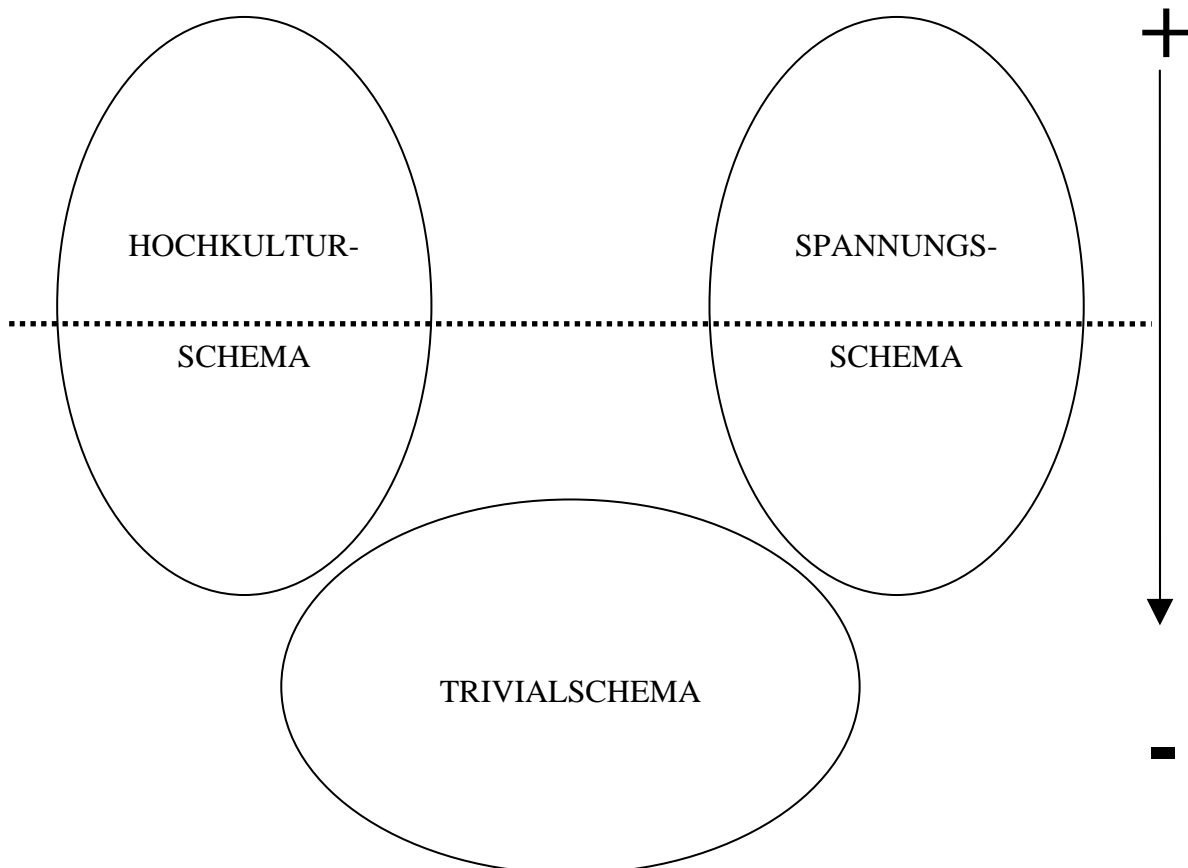 +
HOCHKULTUR-
SPANNUNGS-
SCHEMA
SCHEMA
TRIVIALSCHEMA
-